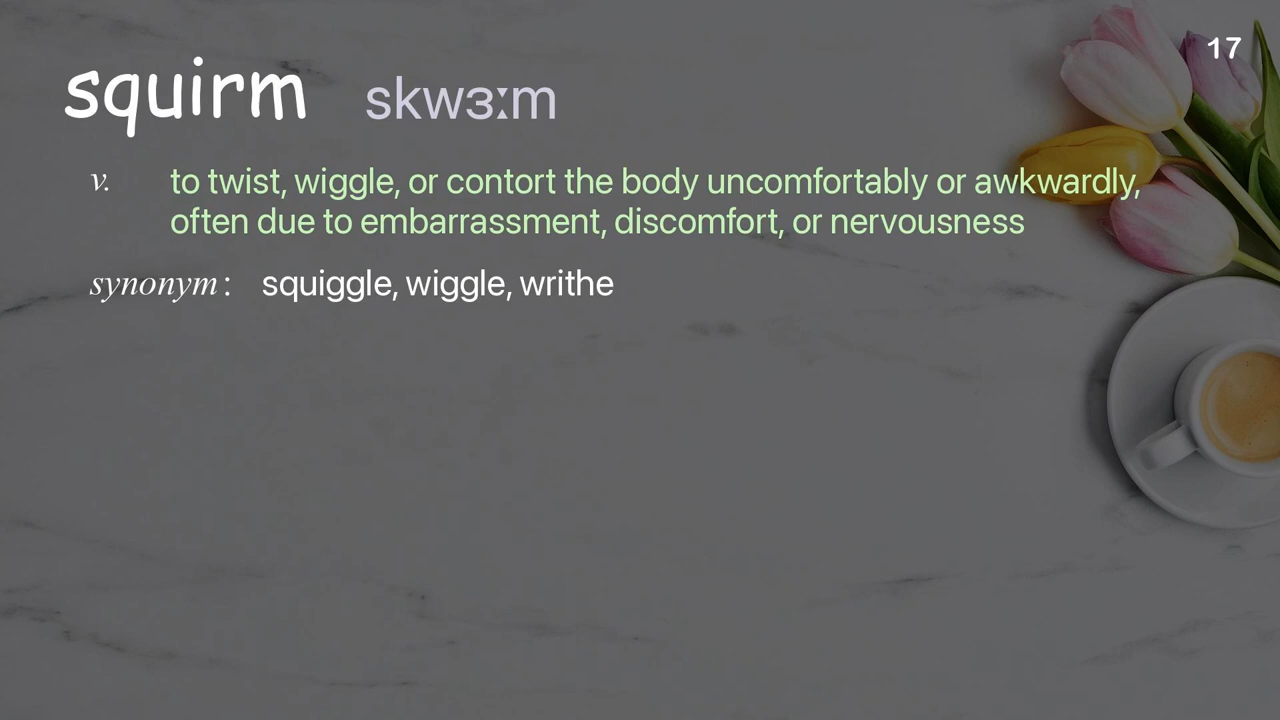 17
squirm skwɜːm
v. to twist, wiggle, or contort the body uncomfortably or awkwardly,
often due to embarrassment, discomfort, or nervousness
synonym : squiggle, wiggle, writhe